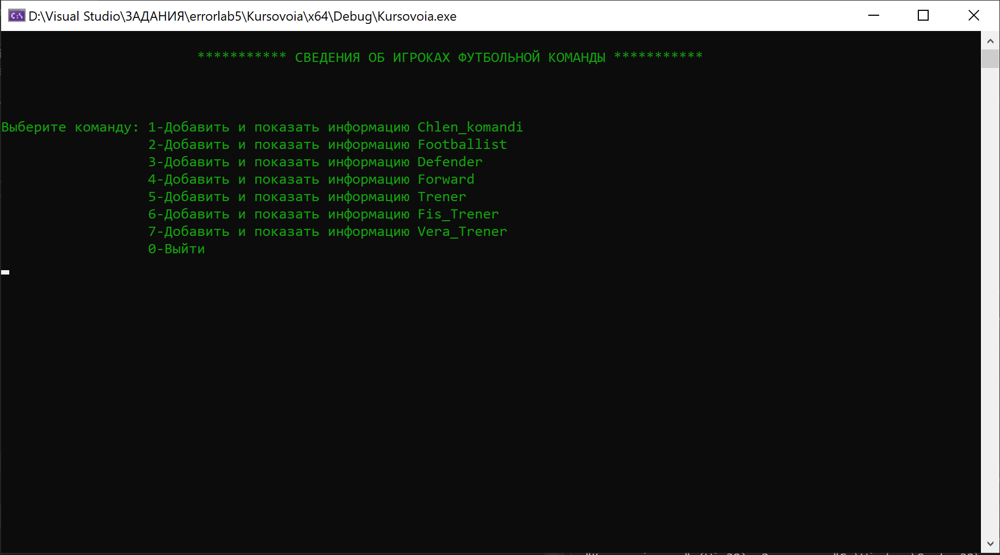 D:\Visual Studio\ЗАДАНИЯ\errorlab5\Kursovoia\x64\Debug\Kursovoia.exe
*********** СВЕДЕНИЯ ОБ ИГРОКАХ ФУТБОЛЬНОЙ КОМАНДЫ ***********
Выберите команду: 1-Добавить и показать информацию Chlen_komandi
2-Добавить и показать информацию Footballist
3-Добавить и показать информацию Defender
4-Добавить и показать информацию Forward
5-Добавить и показать информацию Trener
6-Добавить и показать информацию Fis_Trener
7-Добавить и показать информацию Vera_Trener
0-Выйти